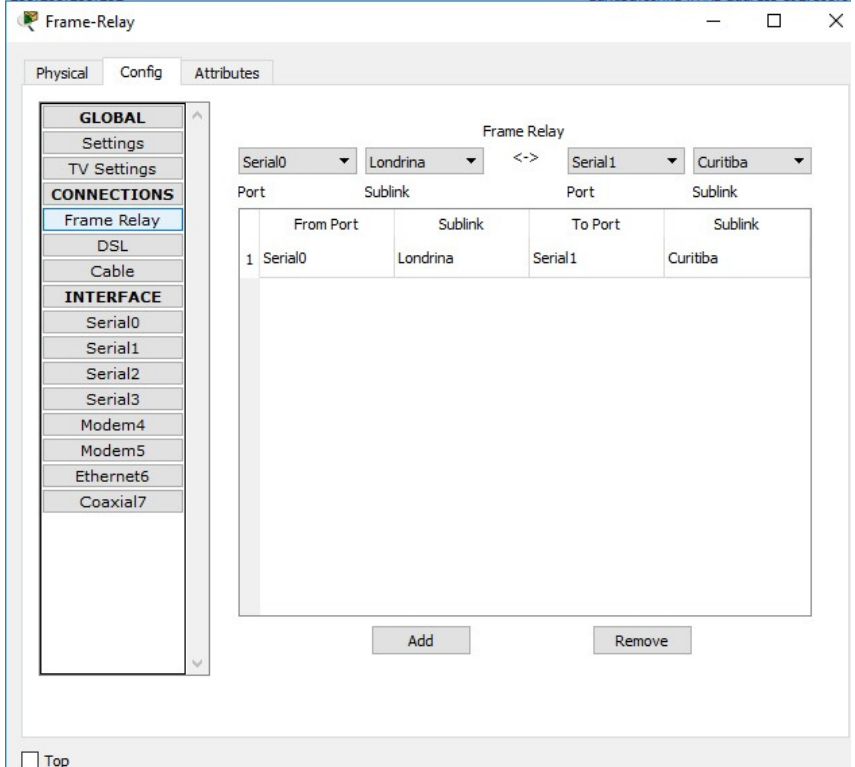 Frame-Relay
Physical Config Attributes
GLOBAL
Settings
TV Settings
CONNECTIONS
Frame Relay
DSL
Cable
INTERFACE
Serial0
Serial1
Serial2
Serial3
Modem4
Modem5
Ethernet6
Coaxial7
Frame Relay
Serial0 Londrina <-> Serial1 Curitiba
Port Sublink Port Sublink
From Port Sublink To Port Sublink
1 Serial0 Londrina Serial1 Curitiba
Add Remove
Top